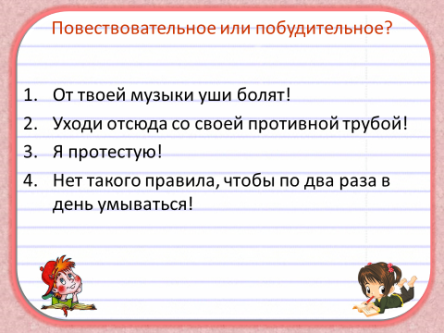 Повествовательное или побудительное?
1. От твоей музыки уши болят!
2. Уходи отсюда со своей противной трубой!
3. Я протестую!
4. Нет такого правила, чтобы по два раза в
день умываться!